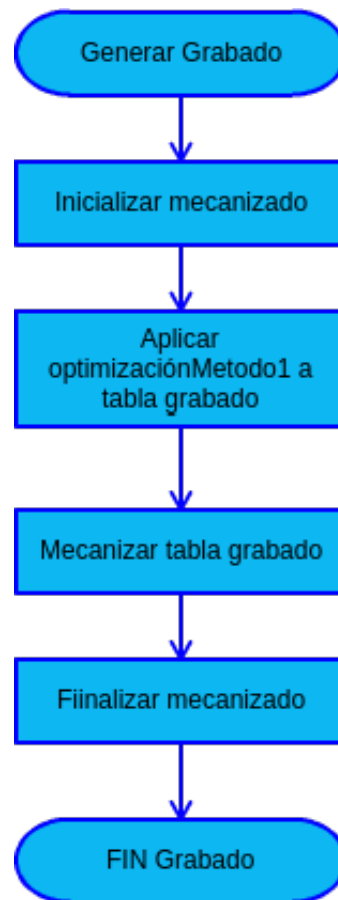 Generar Grabado
Inicializar mecanizado
Aplicar
optimizaciónMetodo1 a
tabla grabado
Mecanizar tabla grabado
Fiinalizar mecanizado
FIN Grabado